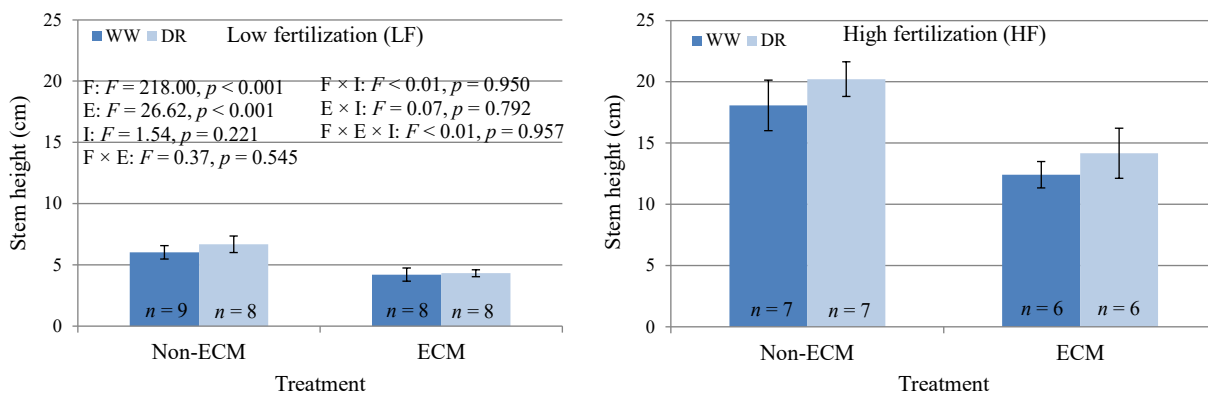 25
20
15
10
5
0
Stem height (cm)
WW DR Low fertilization (LF)
F: F = 218.00, p < 0.001
E: F = 26.62, p < 0.001
I: F = 1.54, p = 0.221
F × E: F = 0.37, p = 0.545
F × I: F < 0.01, p = 0.950
E × I: F = 0.07, p = 0.792
F × E × I: F < 0.01, p = 0.957
n = 9 n = 8 n = 8 n = 8
Non-ECM ECM
Treatment
25
20
15
10
5
0
Stem height (cm)
WW DR High fertilization (HF)
n = 7 n = 7 n = 6 n = 6
Non-ECM ECM
Treatment